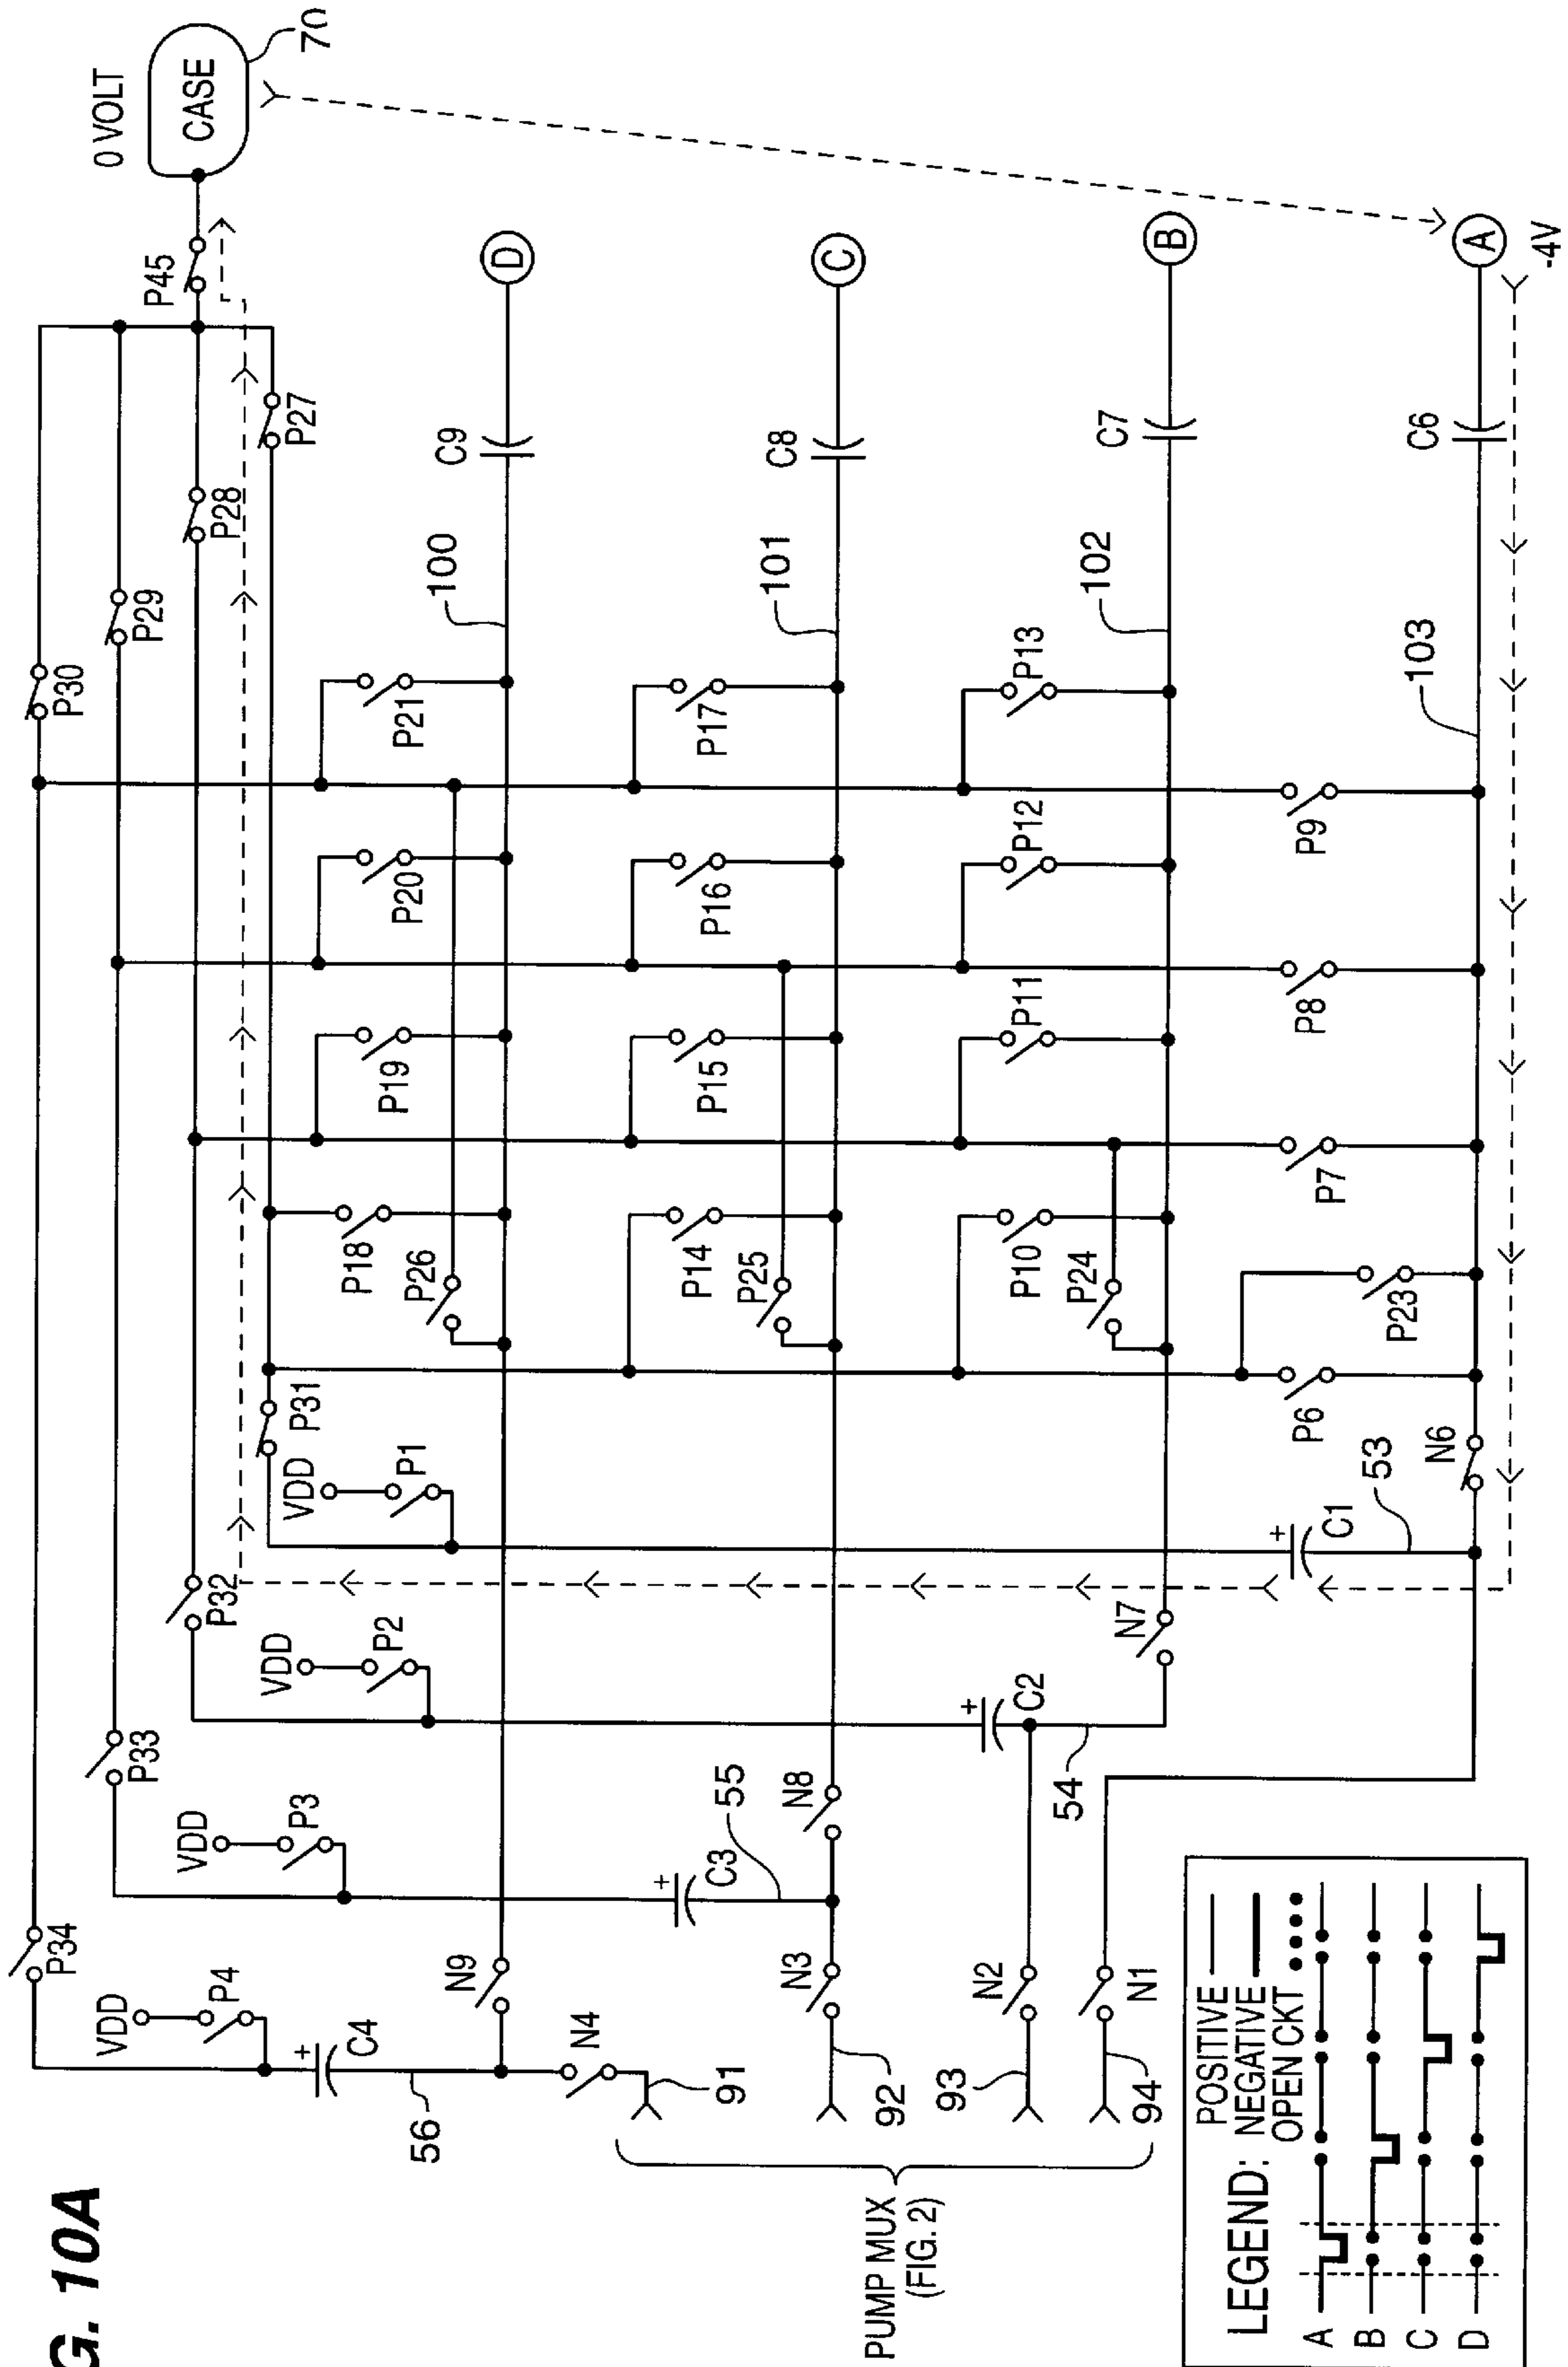 G. 10A
0 VOLT
CASE
70
P45
P30
P29
P28
P27
P34
P33
P32
P31
VDD
P4
VDD
P3
VDD
P2
VDD
P1
C4
56
N4
N9
P18
P26
P19
P20
P21
100
C9
D
91
C3
55
N3
N8
92
P14
P25
P15
P16
P17
101
C8
C
C2
54
N2
N7
93
P10
P24
P11
P12
P13
102
C7
B
N1
94
C1
53
N6
P6
P23
P7
P8
P9
103
C6
A
-4V
PUMP MUX
(FIG. 2)
LEGEND:
POSITIVE
NEGATIVE
OPEN CKT
A
B
C
D